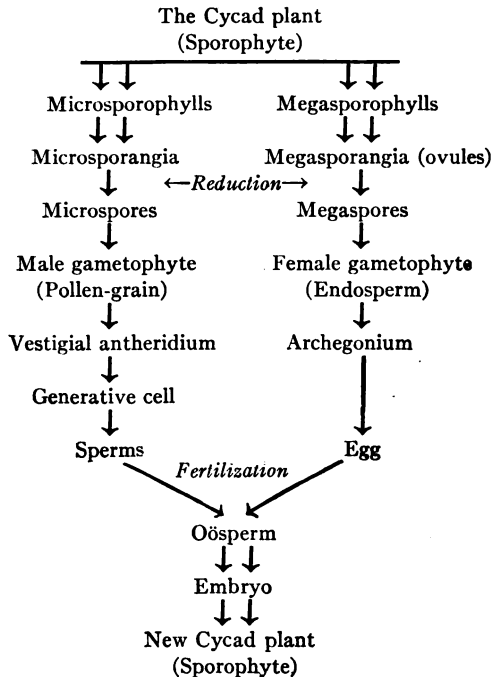 The Cycad plant
(Sporophyte)
Microsporophylls Megasporophylls
Microsporangia Megasporangia (ovules)
←Reduction→
Microspores Megaspores
Male gametophyte Female gametophyte
(Pollen-grain) (Endosperm)
Vestigial antheridium Archegonium
Generative cell
Sperms Egg
Fertilization
Oösperm
Embryo
New Cycad plant
(Sporophyte)